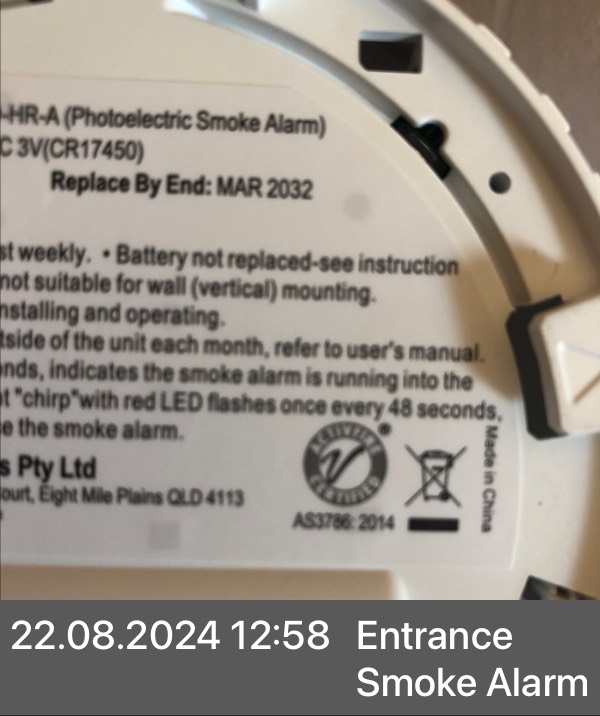 -HR-A (Photoelectric Smoke Alarm)
C 3V(CR17450)
Replace By End: MAR 2032
st weekly. • Battery not replaced-see instruction
not suitable for wall (vertical) mounting.
nstalling and operating.
tside of the unit each month, refer to user's manual.
onds, indicates the smoke alarm is running into the
t "chirp"with red LED flashes once every 48 seconds,
e the smoke alarm.
s Pty Ltd
ourt, Eight Mile Plains QLD 4113
AS3786: 2014
Made in China
22.08.2024 12:58 Entrance
Smoke Alarm